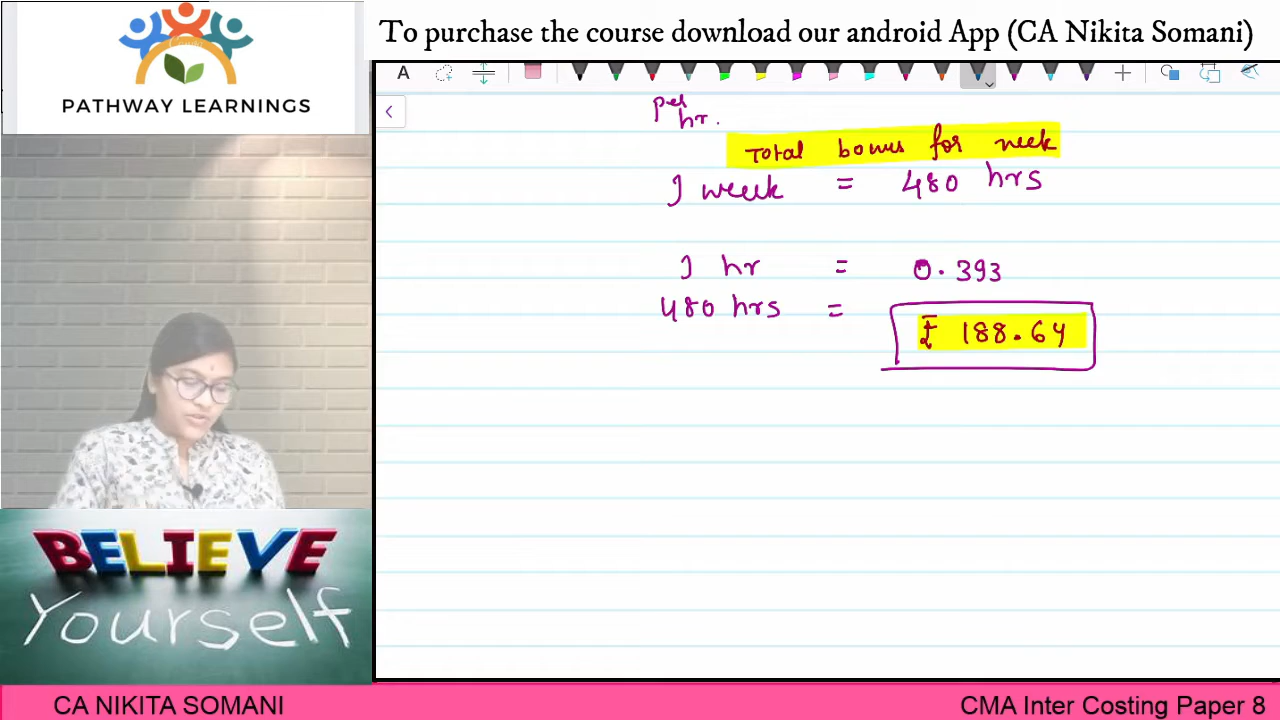 To purchase the course download our android App (CA Nikita Somani)
PATHWAY LEARNINGS
A
per
hr.
Total bonus for week
1 week = 480 hrs
1 hr = 0.393
480 hrs =
₹ 188.64
BELIEVE
Yourself
CA NIKITA SOMANI
CMA Inter Costing Paper 8